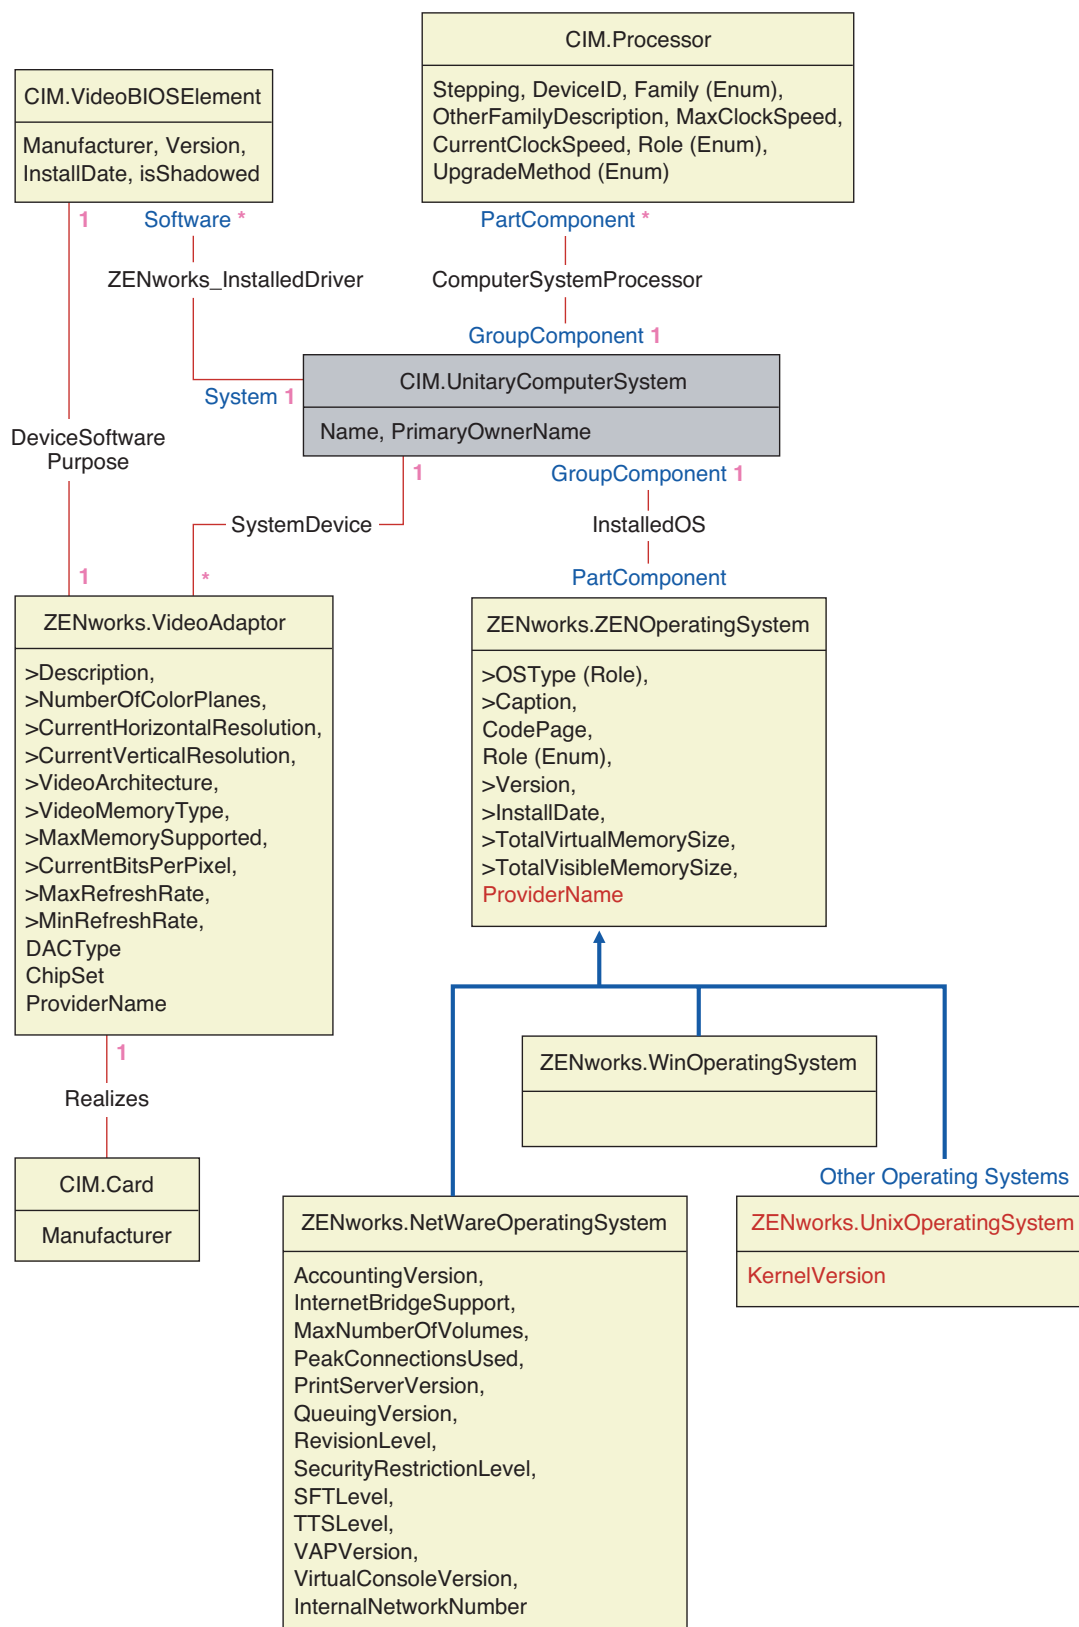 CIM.Processor
Stepping, DeviceID, Family (Enum),
OtherFamilyDescription, MaxClockSpeed,
CurrentClockSpeed, Role (Enum),
UpgradeMethod (Enum)
CIM.VideoBIOSElement
Manufacturer, Version,
InstallDate, isShadowed
1
Software *
PartComponent *
ZENworks_InstalledDriver
ComputerSystemProcessor
GroupComponent 1
System 1
CIM.UnitaryComputerSystem
Name, PrimaryOwnerName
DeviceSoftware
Purpose
1
GroupComponent 1
SystemDevice
InstalledOS
1
*
PartComponent
ZENworks.VideoAdaptor
>Description,
>NumberOfColorPlanes,
>CurrentHorizontalResolution,
>CurrentVerticalResolution,
>VideoArchitecture,
>VideoMemoryType,
>MaxMemorySupported,
>CurrentBitsPerPixel,
>MaxRefreshRate,
>MinRefreshRate,
DACType
ChipSet
ProviderName
ZENworks.ZENOperatingSystem
>OSType (Role),
>Caption,
CodePage,
Role (Enum),
>Version,
>InstallDate,
>TotalVirtualMemorySize,
>TotalVisibleMemorySize,
ProviderName
1
Realizes
CIM.Card
Manufacturer
ZENworks.WinOperatingSystem
Other Operating Systems
ZENworks.NetWareOperatingSystem
AccountingVersion,
InternetBridgeSupport,
MaxNumberOfVolumes,
PeakConnectionsUsed,
PrintServerVersion,
QueuingVersion,
RevisionLevel,
SecurityRestrictionLevel,
SFTLevel,
TTSLevel,
VAPVersion,
VirtualConsoleVersion,
InternalNetworkNumber
ZENworks.UnixOperatingSystem
KernelVersion